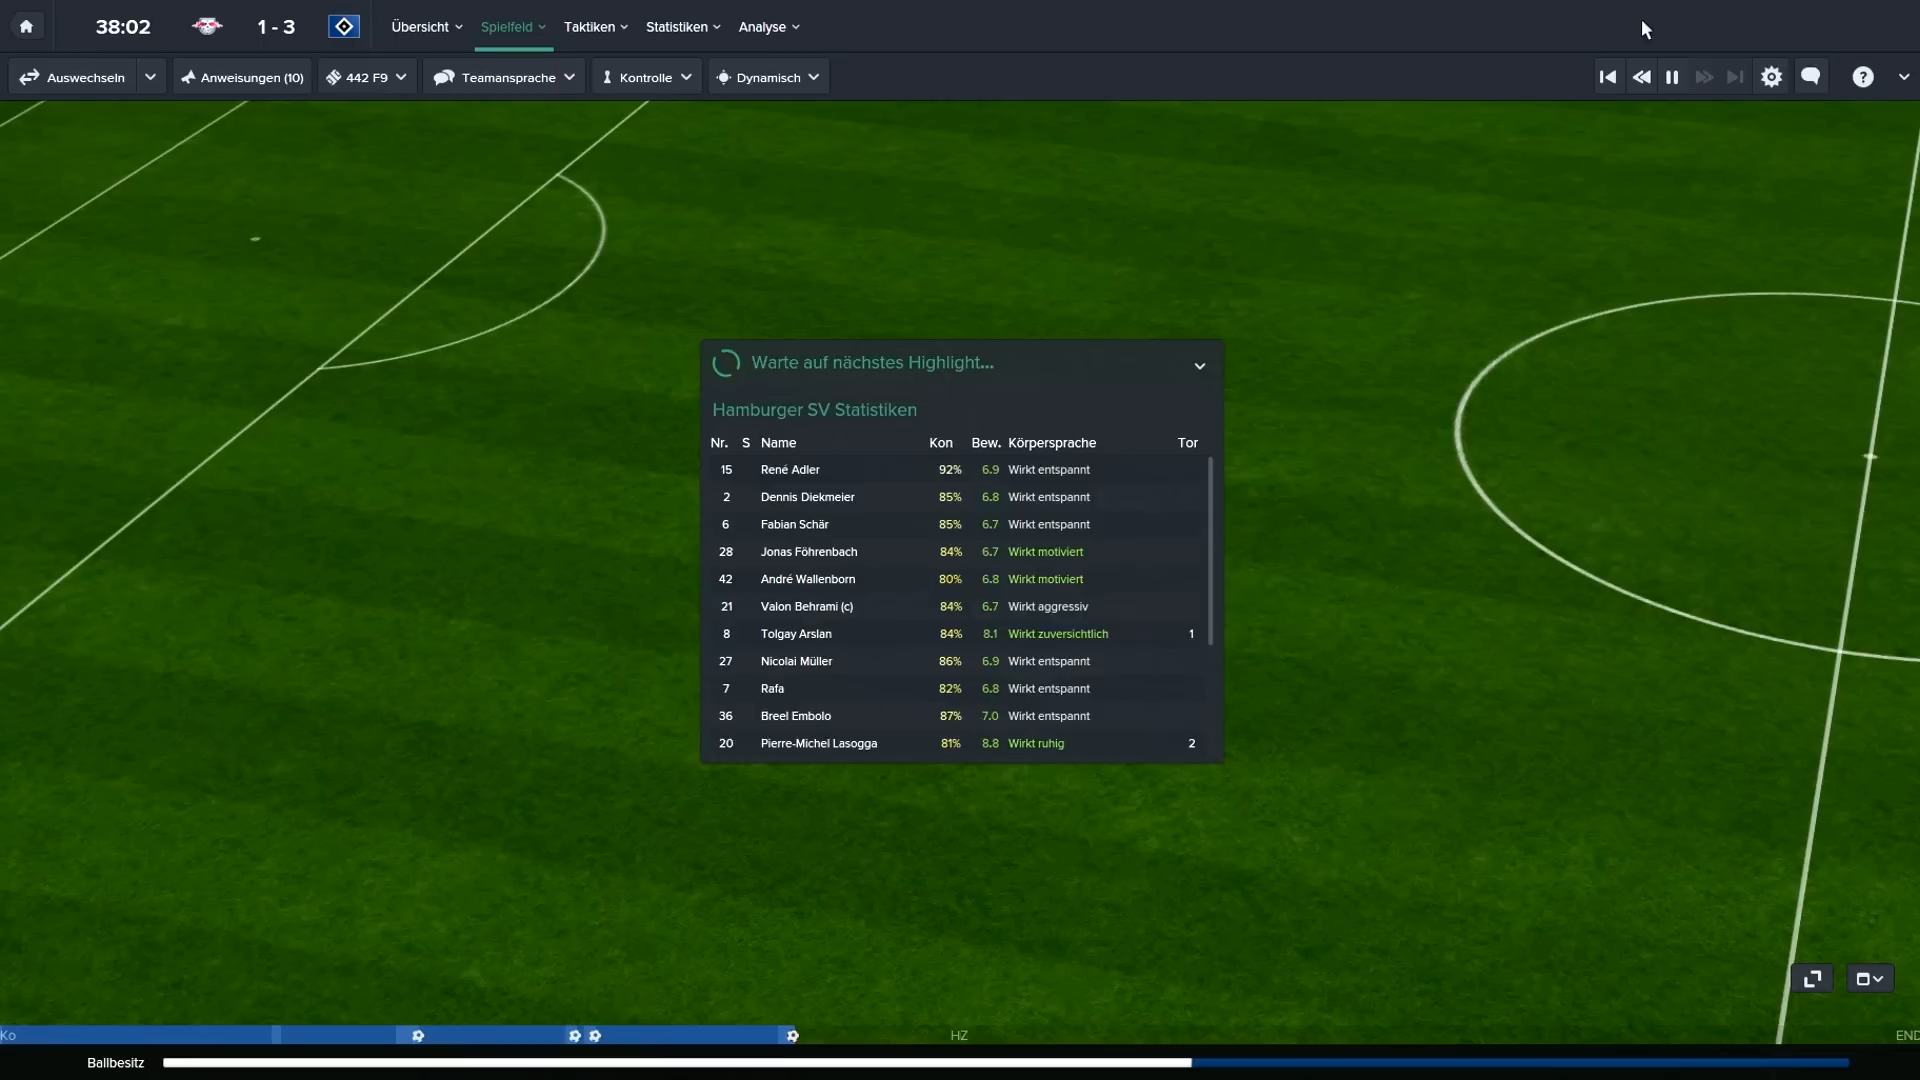 38:02 1 - 3 Übersicht Spielfeld Taktiken Statistiken Analyse
Auswechseln Anweisungen (10) 442 F9 Teamansprache Kontrolle Dynamisch ?
Warte auf nächstes Highlight...
Hamburger SV Statistiken
Nr. S Name Kon Bew. Körpersprache Tor
15 René Adler 92% 6.9 Wirkt entspannt
2 Dennis Diekmeier 85% 6.8 Wirkt entspannt
6 Fabian Schär 85% 6.7 Wirkt entspannt
28 Jonas Föhrenbach 84% 6.7 Wirkt motiviert
42 André Wallenborn 80% 6.8 Wirkt motiviert
21 Valon Behrami (c) 84% 6.7 Wirkt aggressiv
8 Tolgay Arslan 84% 8.1 Wirkt zuversichtlich 1
27 Nicolai Müller 86% 6.9 Wirkt entspannt
7 Rafa 82% 6.8 Wirkt entspannt
36 Breel Embolo 87% 7.0 Wirkt entspannt
20 Pierre-Michel Lasogga 81% 8.8 Wirkt ruhig 2
Ko HZ END
Ballbesitz